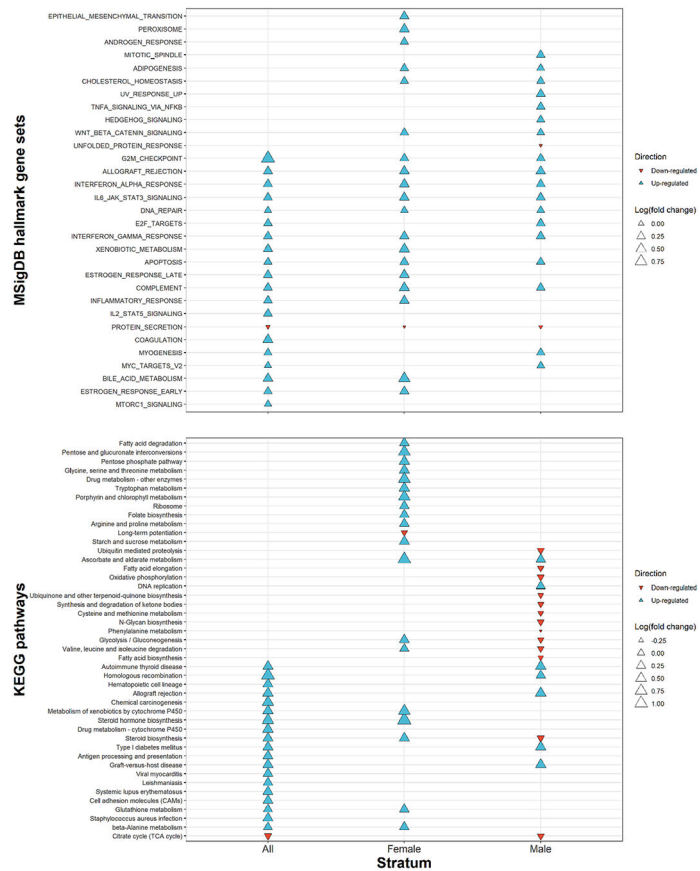 MSigDB hallmark gene sets
EPITHELIAL_MESENCHYMAL_TRANSITION
PEROXISOME
ANDROGEN_RESPONSE
MITOTIC_SPINDLE
ADIPOGENESIS
CHOLESTEROL_HOMEOSTASIS
UV_RESPONSE_UP
TNFA_SIGNALING_VIA_NFKB
HEDGEHOG_SIGNALING
WNT_BETA_CATENIN_SIGNALING
UNFOLDED_PROTEIN_RESPONSE
G2M_CHECKPOINT
ALLOGRAFT_REJECTION
INTERFERON_ALPHA_RESPONSE
IL6_JAK_STAT3_SIGNALING
DNA_REPAIR
E2F_TARGETS
INTERFERON_GAMMA_RESPONSE
XENOBIOTIC_METABOLISM
APOPTOSIS
ESTROGEN_RESPONSE_LATE
COMPLEMENT
INFLAMMATORY_RESPONSE
IL2_STAT5_SIGNALING
PROTEIN_SECRETION
COAGULATION
MYOGENESIS
MYC_TARGETS_V2
BILE_ACID_METABOLISM
ESTROGEN_RESPONSE_EARLY
MTORC1_SIGNALING
Direction
Down-regulated
Up-regulated
Log(fold change)
0.00
0.25
0.50
0.75
KEGG pathways
Fatty acid degradation
Pentose and glucuronate interconversions
Pentose phosphate pathway
Glycine, serine and threonine metabolism
Drug metabolism - other enzymes
Tryptophan metabolism
Porphyrin and chlorophyll metabolism
Ribosome
Folate biosynthesis
Arginine and proline metabolism
Long-term potentiation
Starch and sucrose metabolism
Ubiquitin mediated proteolysis
Ascorbate and aldarate metabolism
Fatty acid elongation
Oxidative phosphorylation
DNA replication
Ubiquinone and other terpenoid-quinone biosynthesis
Synthesis and degradation of ketone bodies
Cysteine and methionine metabolism
N-Glycan biosynthesis
Phenylalanine metabolism
Glycolysis / Gluconeogenesis
Valine, leucine and isoleucine degradation
Fatty acid biosynthesis
Autoimmune thyroid disease
Homologous recombination
Hematopoietic cell lineage
Allograft rejection
Chemical carcinogenesis
Metabolism of xenobiotics by cytochrome P450
Steroid hormone biosynthesis
Drug metabolism - cytochrome P450
Steroid biosynthesis
Type I diabetes mellitus
Antigen processing and presentation
Graft-versus-host disease
Viral myocarditis
Leishmaniasis
Systemic lupus erythematosus
Cell adhesion molecules (CAMs)
Glutathione metabolism
Staphylococcus aureus infection
beta-Alanine metabolism
Citrate cycle (TCA cycle)
Direction
Down-regulated
Up-regulated
Log(fold change)
-0.25
0.00
0.25
0.50
0.75
1.00
All Female Male
Stratum